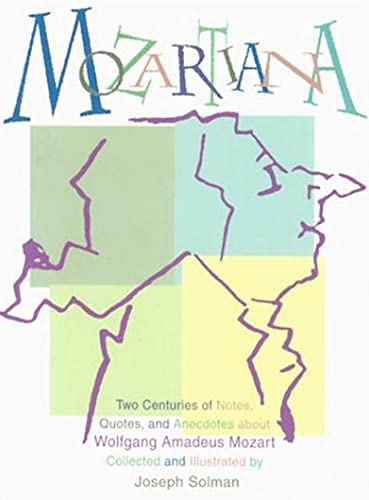 MOZARTIANA
Two Centuries of Notes,
Quotes, and Anecdotes about
Wolfgang Amadeus Mozart
Collected and Illustrated by
Joseph Solman